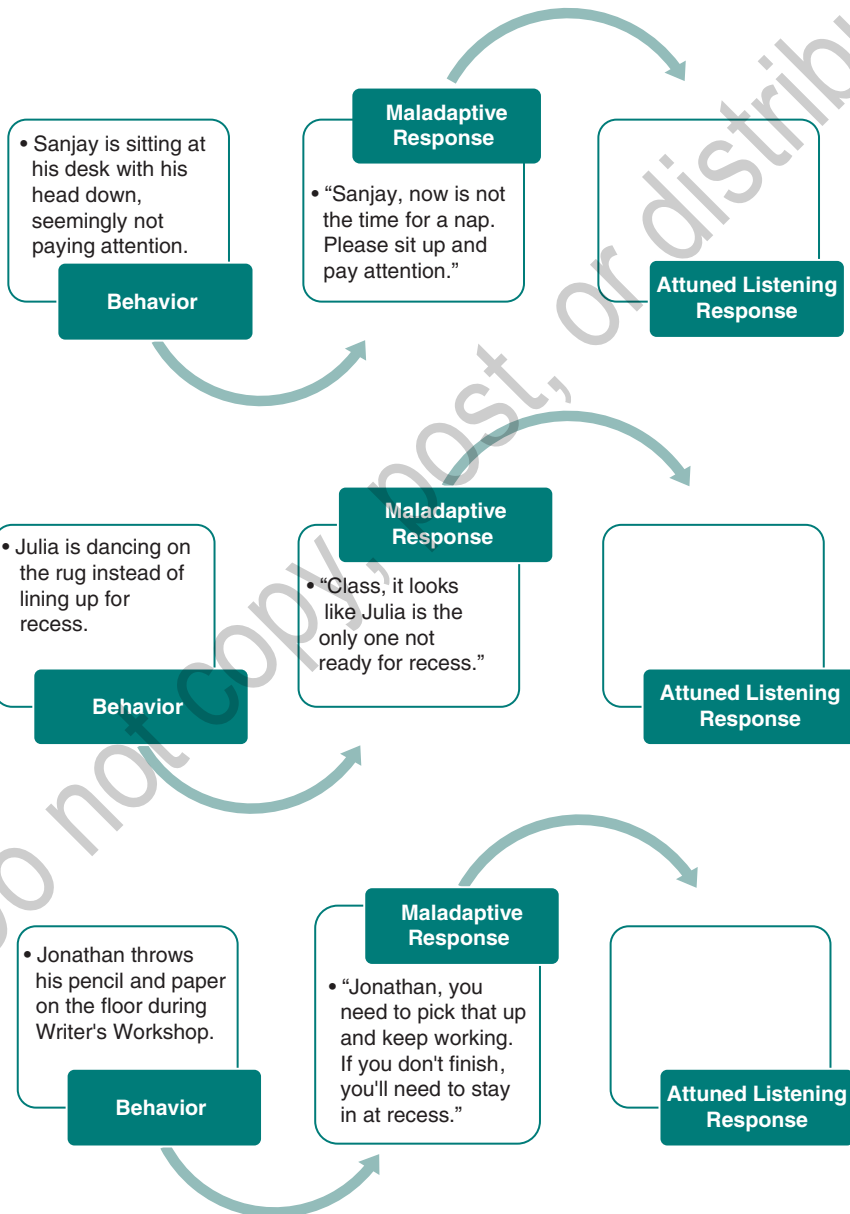 • Sanjay is sitting at
his desk with his
head down,
seemingly not
paying attention.
Behavior
Maladaptive
Response
• “Sanjay, now is not
the time for a nap.
Please sit up and
pay attention.”
Attuned Listening
Response
• Julia is dancing on
the rug instead of
lining up for
recess.
Behavior
Maladaptive
Response
• “Class, it looks
like Julia is the
only one not
ready for recess.”
Attuned Listening
Response
• Jonathan throws
his pencil and paper
on the floor during
Writer's Workshop.
Behavior
Maladaptive
Response
• “Jonathan, you
need to pick that up
and keep working.
If you don't finish,
you'll need to stay
in at recess.”
Attuned Listening
Response
Do not copy, post, or distribu